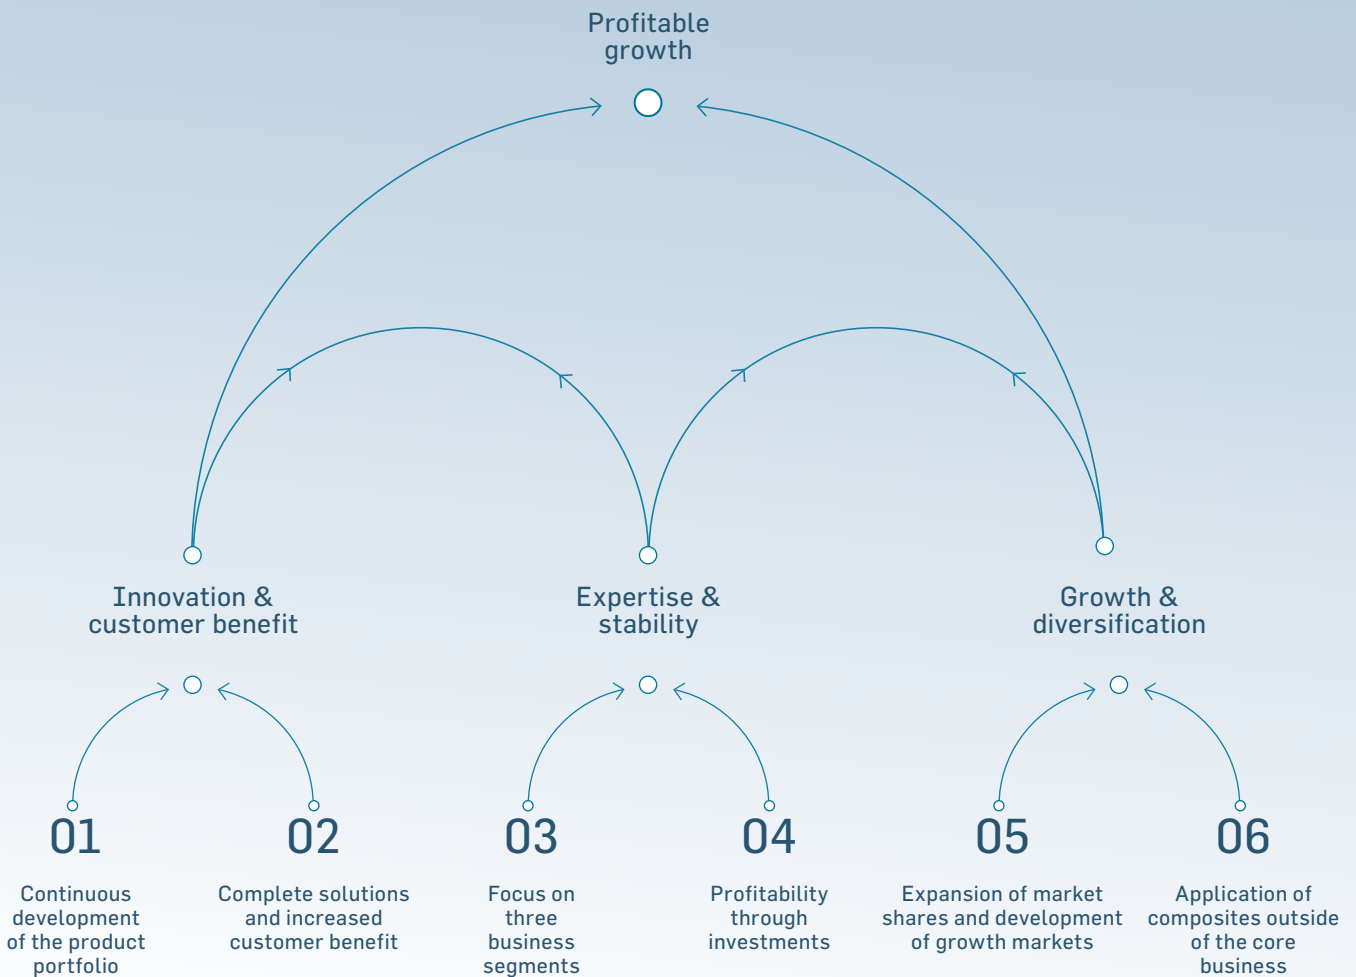 Profitable
growth
Innovation &
customer benefit
Expertise &
stability
Growth &
diversification
01
Continuous
development
of the product
portfolio
02
Complete solutions
and increased
customer benefit
03
Focus on
three
business
segments
04
Profitability
through
investments
05
Expansion of market
shares and development
of growth markets
06
Application of
composites outside
of the core
business